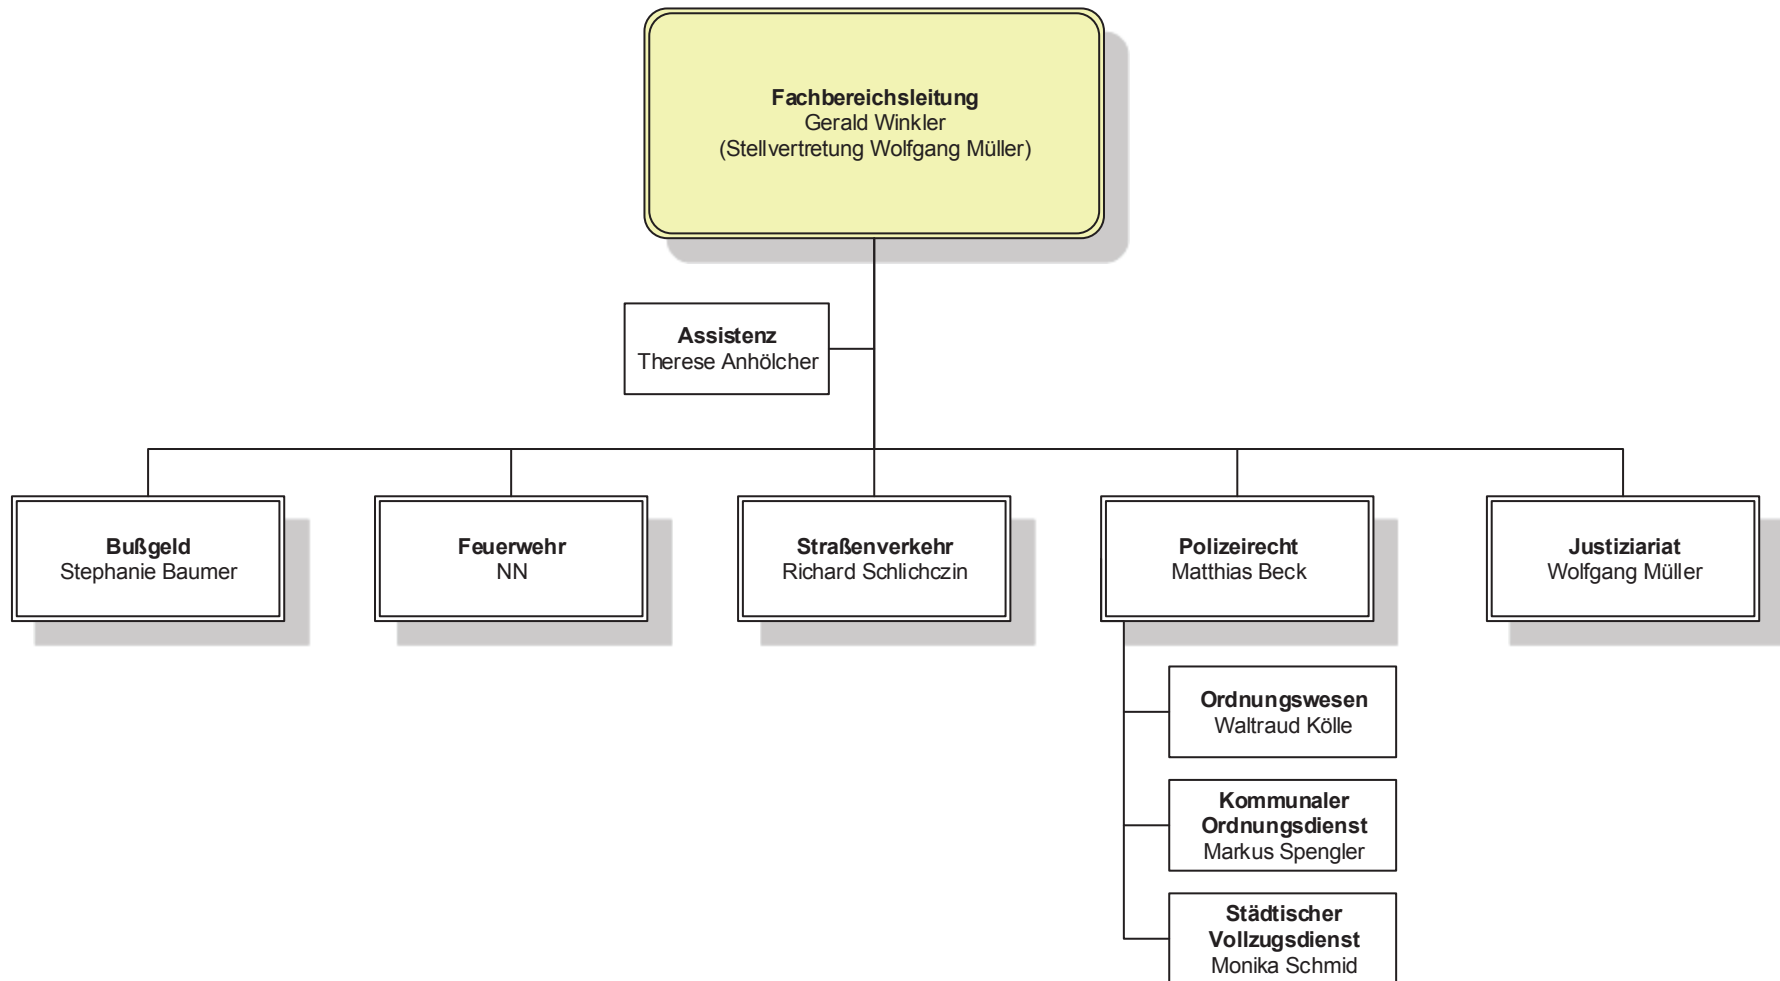 Fachbereichsleitung
Gerald Winkler
(Stellvertretung Wolfgang Müller)
Assistenz
Therese Anhölcher
Bußgeld
Stephanie Baumer
Feuerwehr
NN
Straßenverkehr
Richard Schlichczin
Polizeirecht
Matthias Beck
Justiziariat
Wolfgang Müller
Ordnungswesen
Waltraud Kölle
Kommunaler
Ordnungsdienst
Markus Spengler
Städtischer
Vollzugsdienst
Monika Schmid